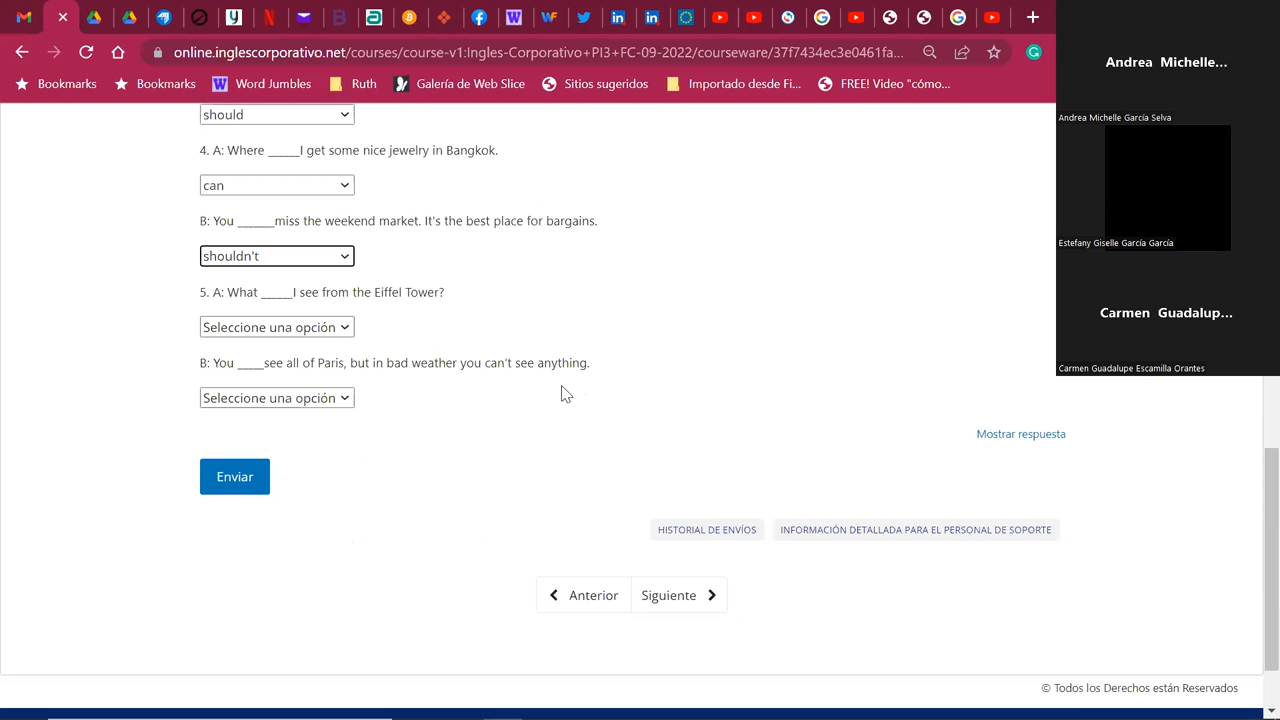 online.inglescorporativo.net/courses/course-v1:Ingles-Corporativo+PI3+FC-09-2022/courseware/37f7434ec3e0461fa...
Bookmarks
Bookmarks
Word Jumbles
Ruth
Galería de Web Slice
Sitios sugeridos
Importado desde Fi...
FREE! Video "cómo...
Andrea Michelle...
Andrea Michelle García Selva
Estefany Giselle García García
Carmen Guadalup...
Carmen Guadalupe Escamilla Orantes
should
4. A: Where _____I get some nice jewelry in Bangkok.
can
B: You ______miss the weekend market. It's the best place for bargains.
shouldn't
5. A: What _____I see from the Eiffel Tower?
Seleccione una opción
B: You ____see all of Paris, but in bad weather you can't see anything.
Seleccione una opción
Mostrar respuesta
Enviar
HISTORIAL DE ENVÍOS
INFORMACIÓN DETALLADA PARA EL PERSONAL DE SOPORTE
Anterior
Siguiente
© Todos los Derechos están Reservados